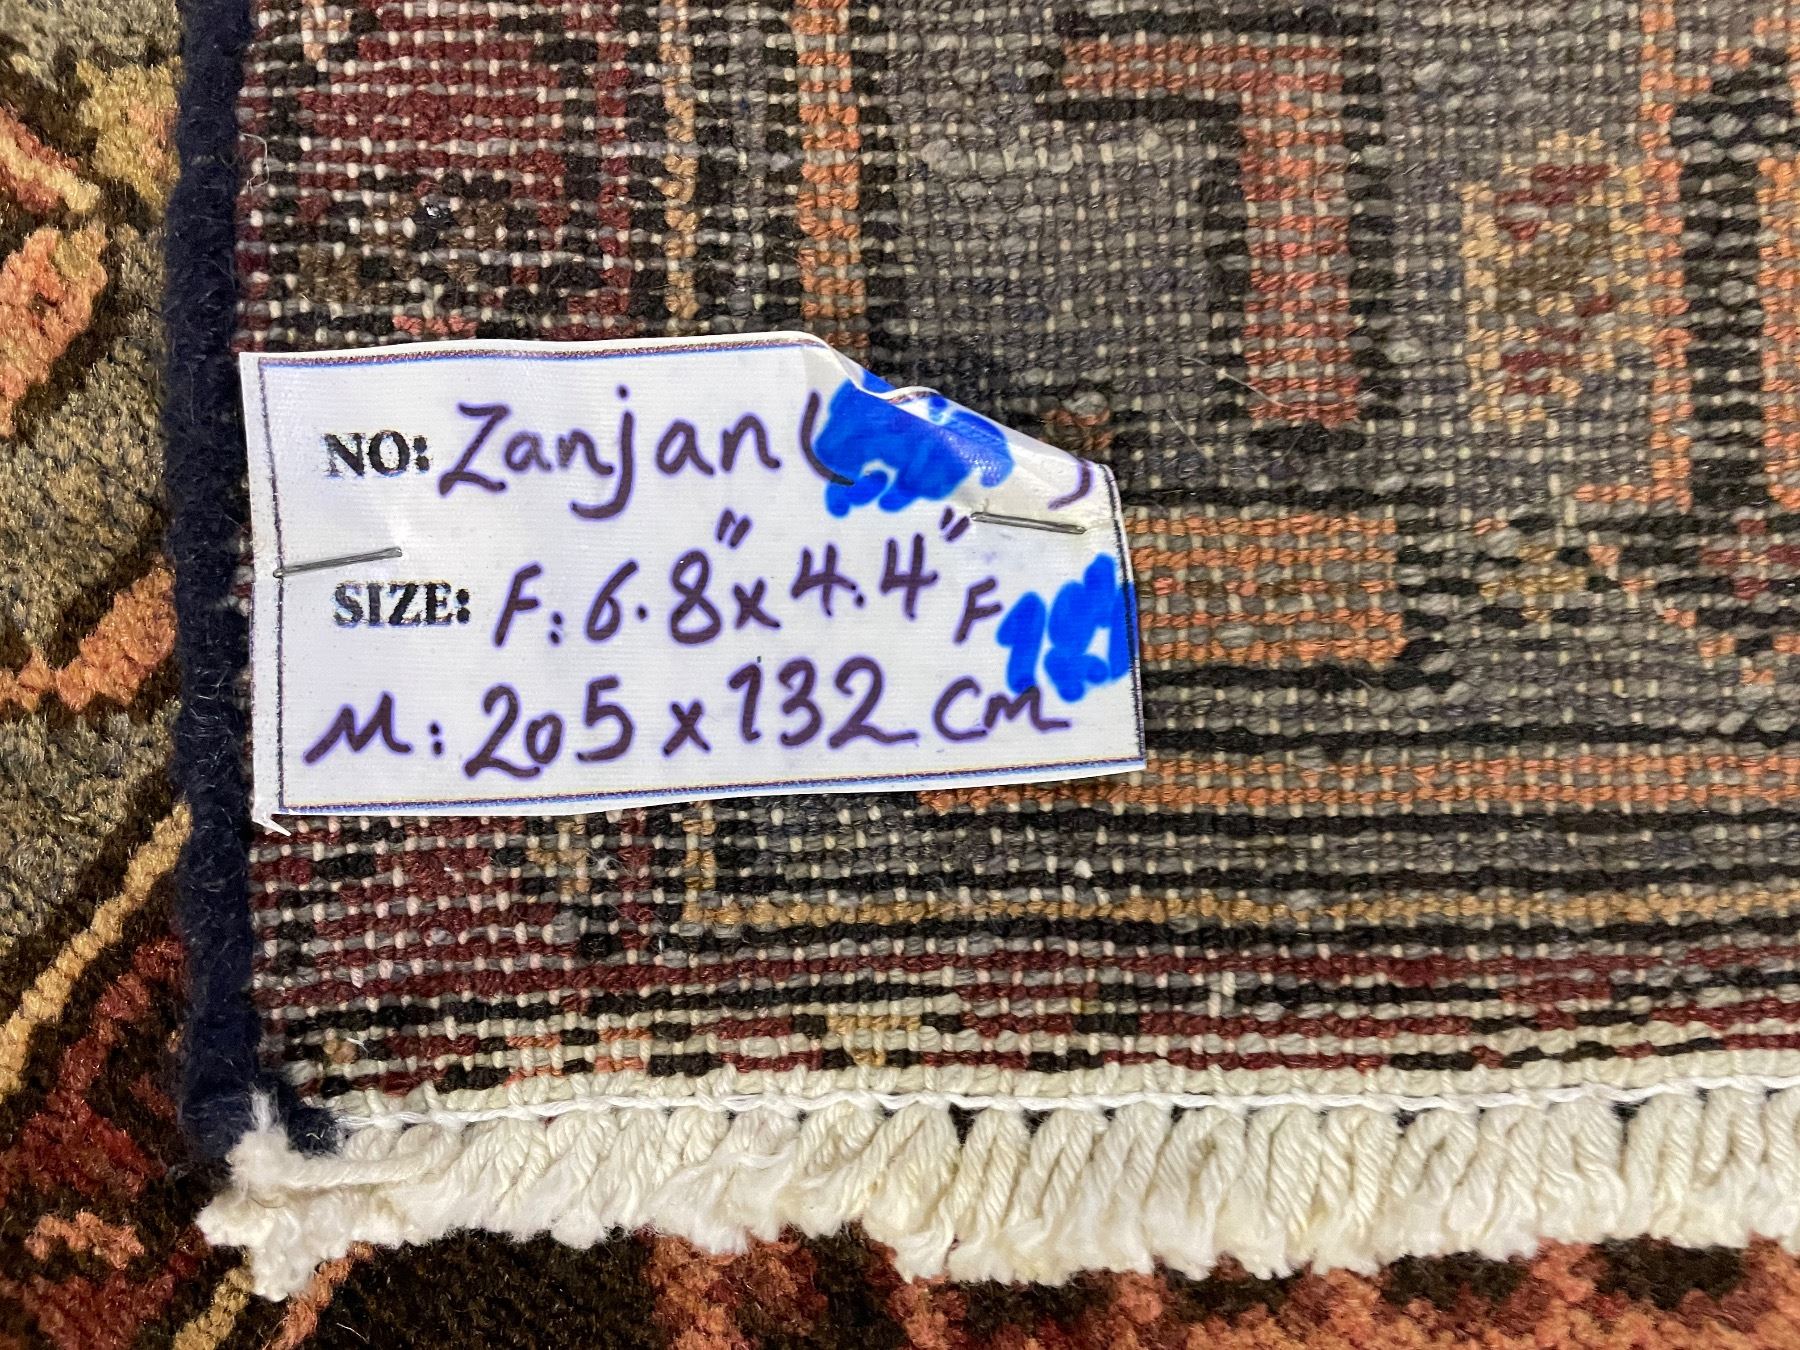 NO: Zanjan ( )
SIZE: F: 6.8" x 4.4" F
M: 205 x 132 cm